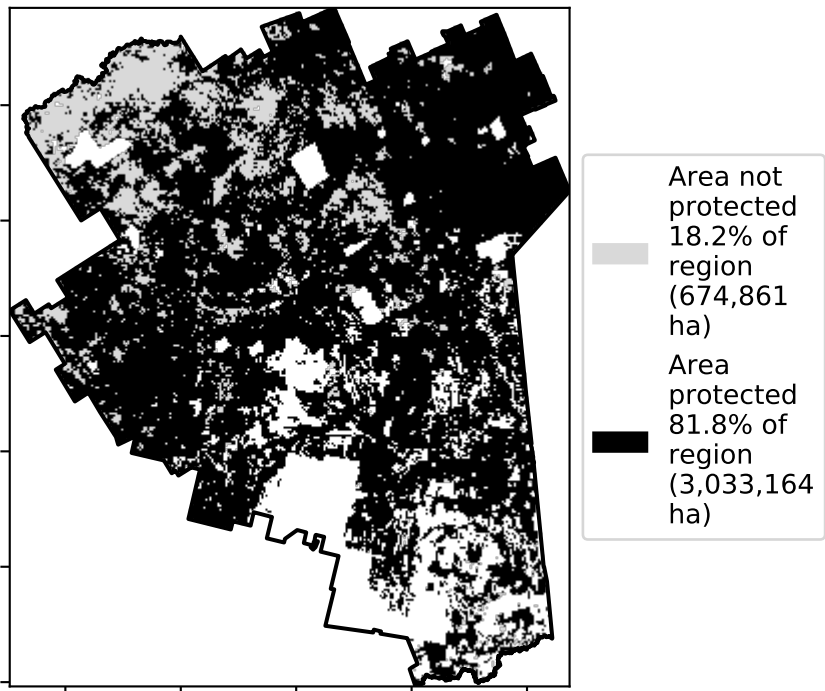 Area not
protected
18.2% of
region
(674,861
ha)
Area
protected
81.8% of
region
(3,033,164
ha)